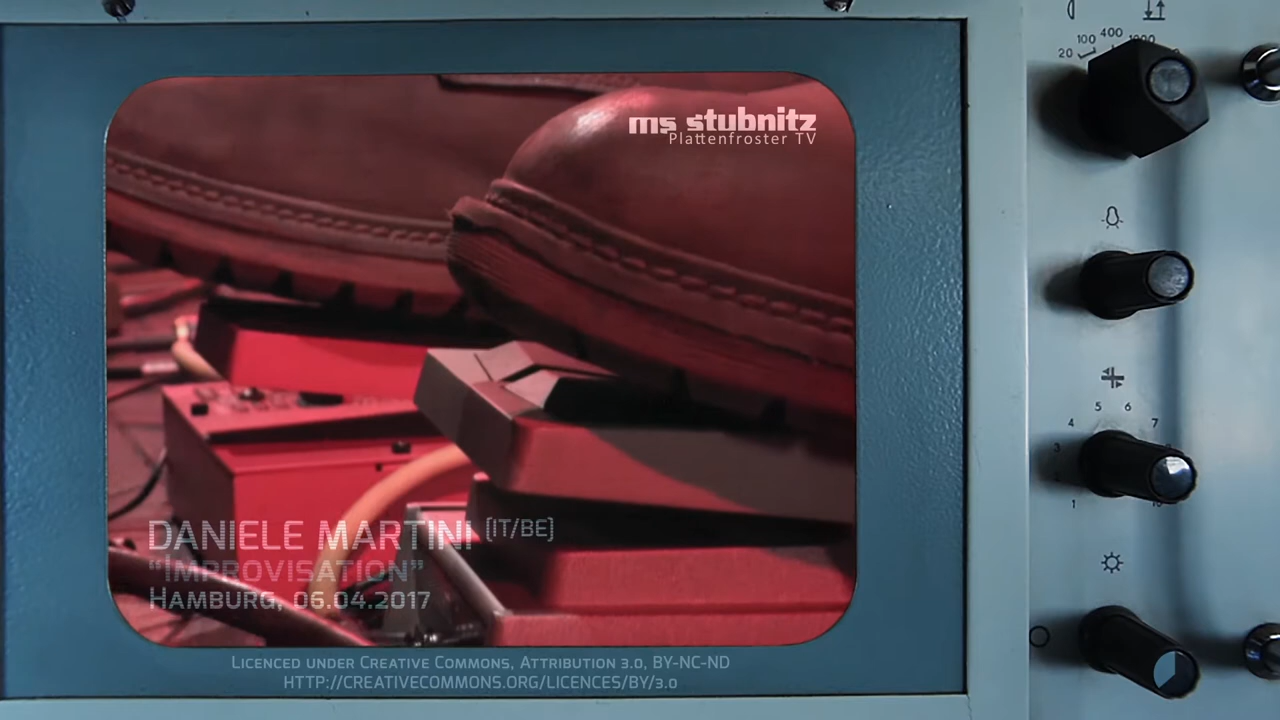 ms stubnitz
Plattenfroster TV
20 100 400 1000
DANIELE MARTINI [IT/BE]
"IMPROVISATION"
HAMBURG, 06.04.2017
5 6
4 7
3
1 10
LICENCED UNDER CREATIVE COMMONS, ATTRIBUTION 3.0, BY-NC-ND
HTTP://CREATIVECOMMONS.ORG/LICENCES/BY/3.0